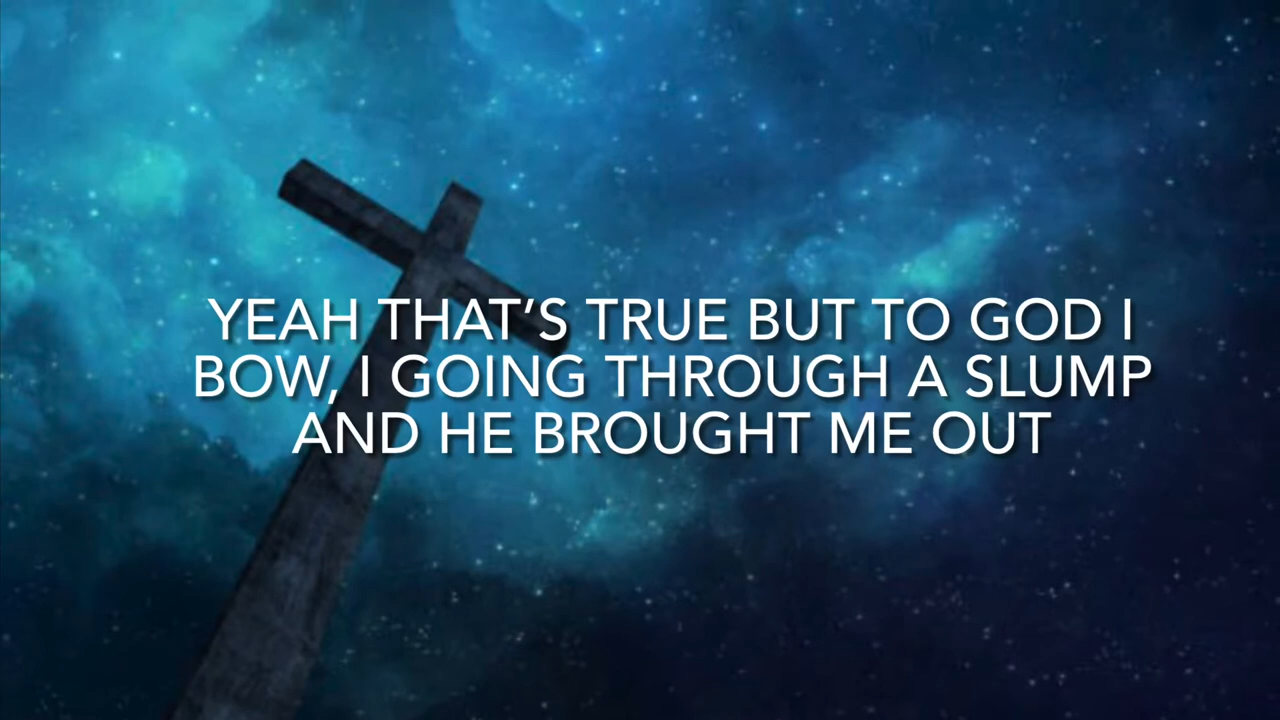 YEAH THAT’S TRUE BUT TO GOD I
BOW, I GOING THROUGH A SLUMP
AND HE BROUGHT ME OUT